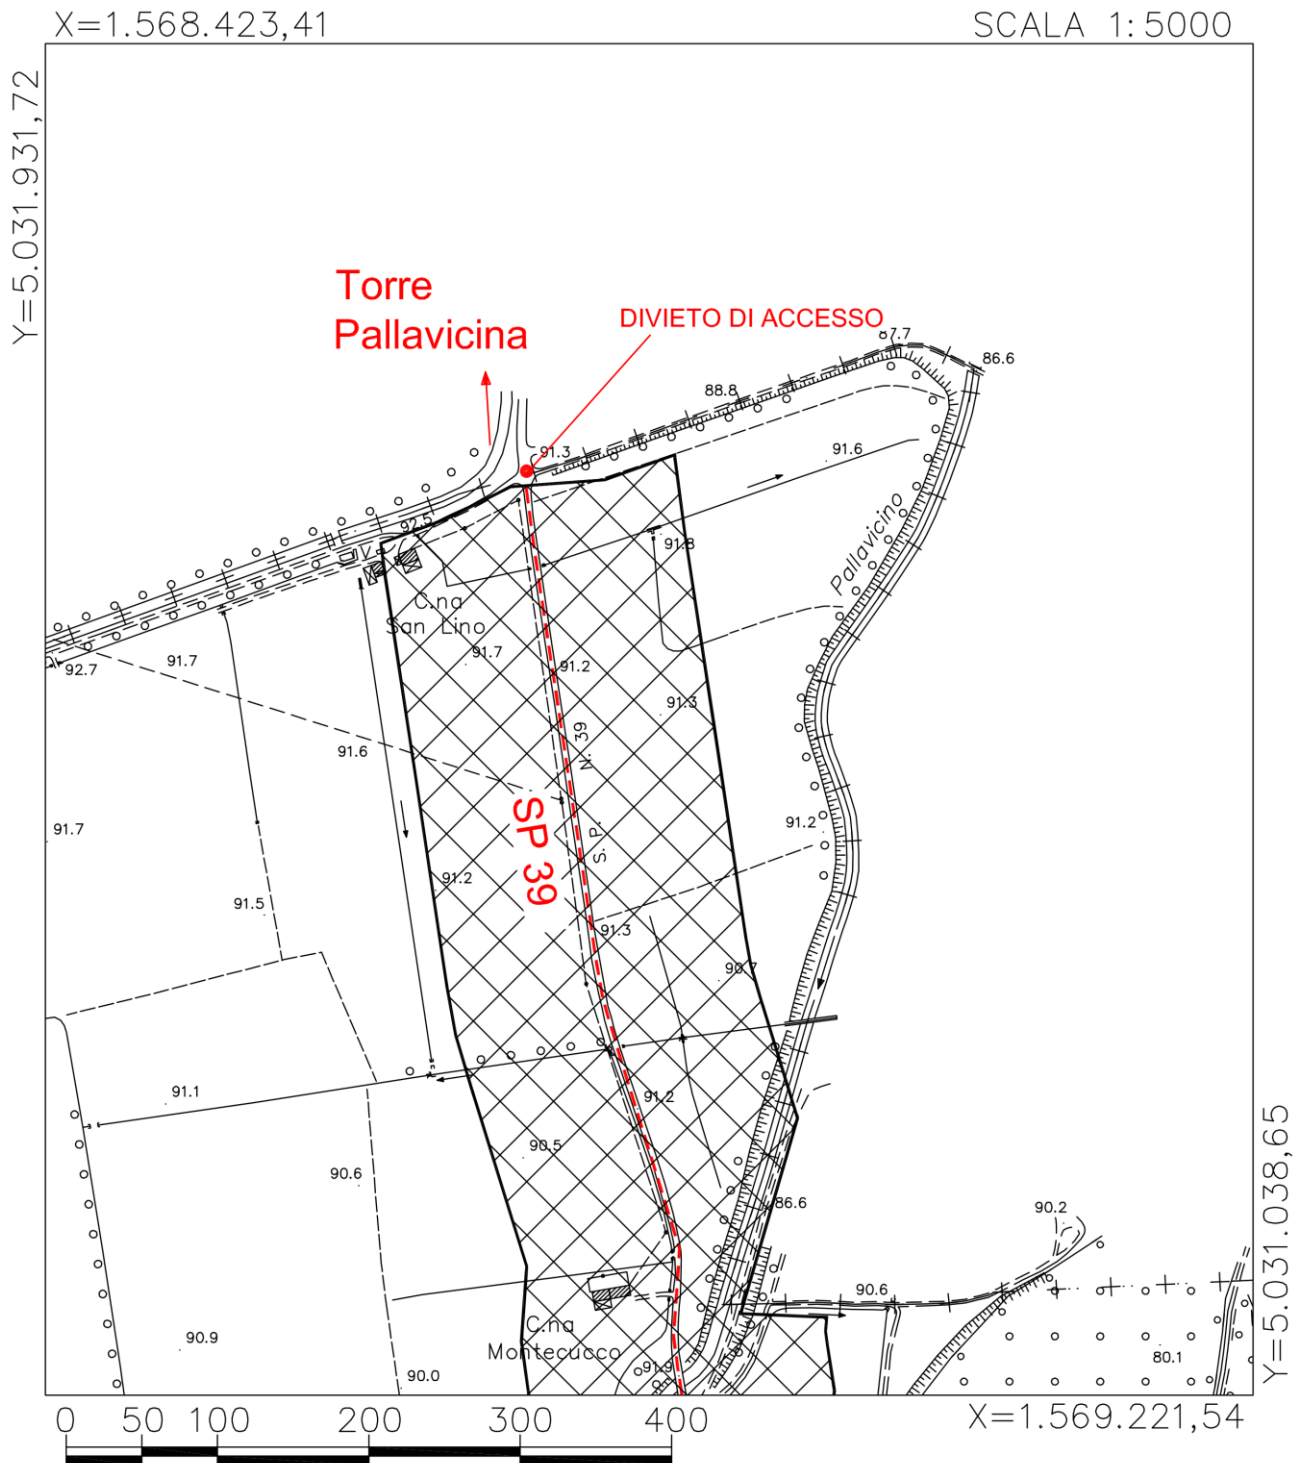 X=1.568.423,41
SCALA 1:5000
Y=5.031.931,72
Torre
Pallavicina
DIVIETO DI ACCESSO
87.7
86.6
88.8
91.3
91.6
92.5
91.8
Pallavicino
C.na
San Lino
92.7
91.7
91.7
91.2
91.3
N. 39
91.6
SP 39
S. P.
91.7
91.2
91.2
91.5
91.3
90.7
91.1
91.2
90.5
90.6
86.6
90.2
90.6
C.na
Montecucco
90.9
91.9
90.0
80.1
Y=5.031.038,65
X=1.569.221,54
0 50 100 200 300 400